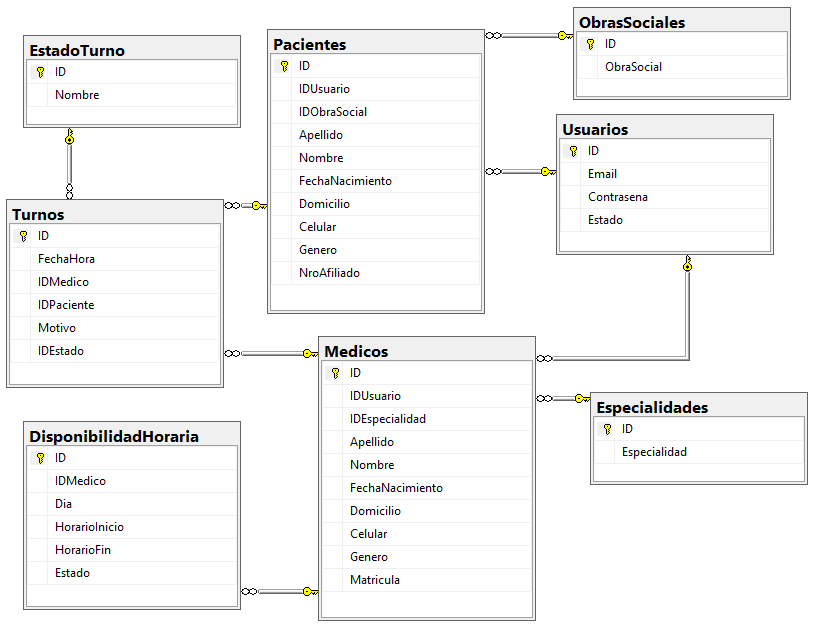 EstadoTurno
ID
Nombre
Pacientes
ID
IDUsuario
IDObraSocial
Apellido
Nombre
FechaNacimiento
Domicilio
Celular
Genero
NroAfiliado
ObrasSociales
ID
ObraSocial
Usuarios
ID
Email
Contrasena
Estado
Turnos
ID
FechaHora
IDMedico
IDPaciente
Motivo
IDEstado
Medicos
ID
IDUsuario
IDEspecialidad
Apellido
Nombre
FechaNacimiento
Domicilio
Celular
Genero
Matricula
Especialidades
ID
Especialidad
DisponibilidadHoraria
ID
IDMedico
Dia
HorarioInicio
HorarioFin
Estado